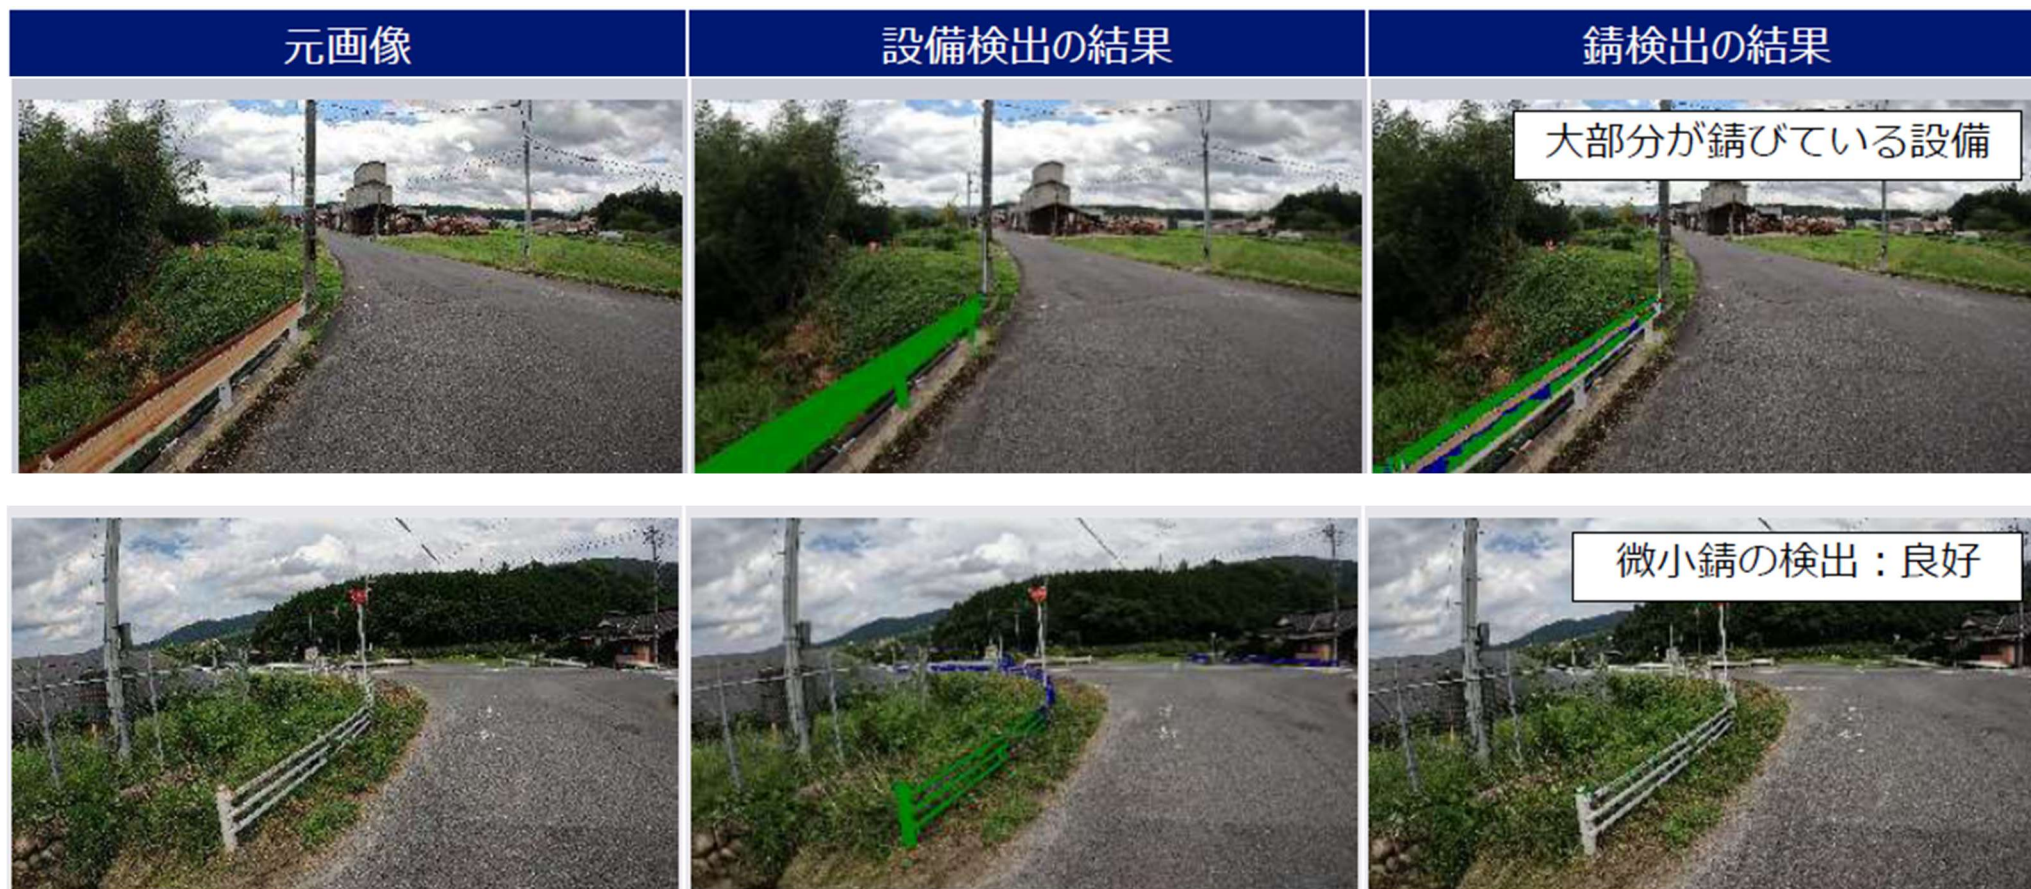 元画像
設備検出の結果
錆検出の結果
大部分が錆びている設備
微小錆の検出：良好